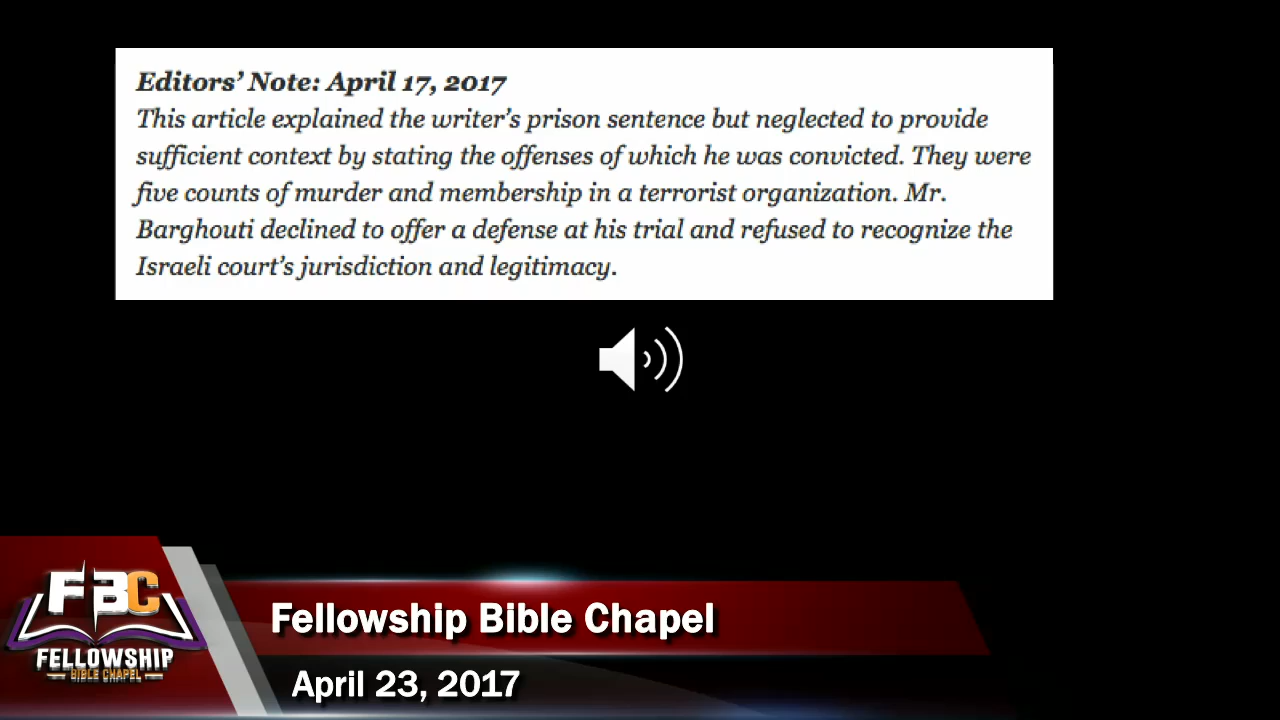 Editors' Note: April 17, 2017
This article explained the writer's prison sentence but neglected to provide
sufficient context by stating the offenses of which he was convicted. They were
five counts of murder and membership in a terrorist organization. Mr.
Barghouti declined to offer a defense at his trial and refused to recognize the
Israeli court's jurisdiction and legitimacy.
FBC
FELLOWSHIP
BIBLE CHAPEL
Fellowship Bible Chapel
April 23, 2017